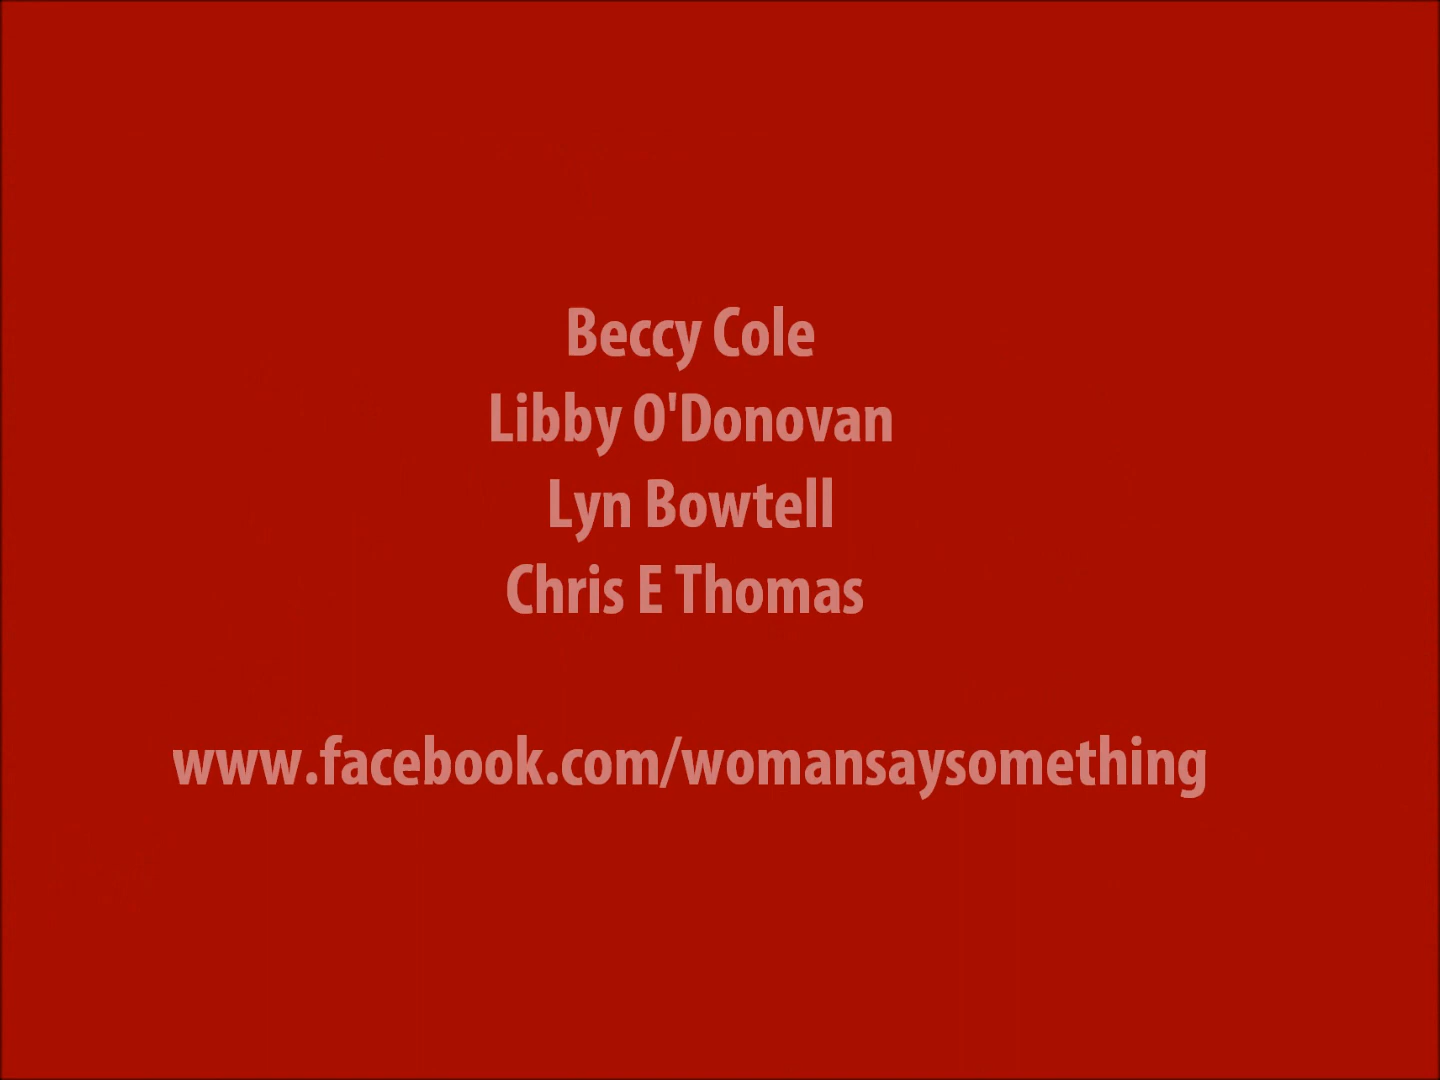 Beccy Cole
Libby O'Donovan
Lyn Bowtell
Chris E Thomas
www.facebook.com/womansaysomething